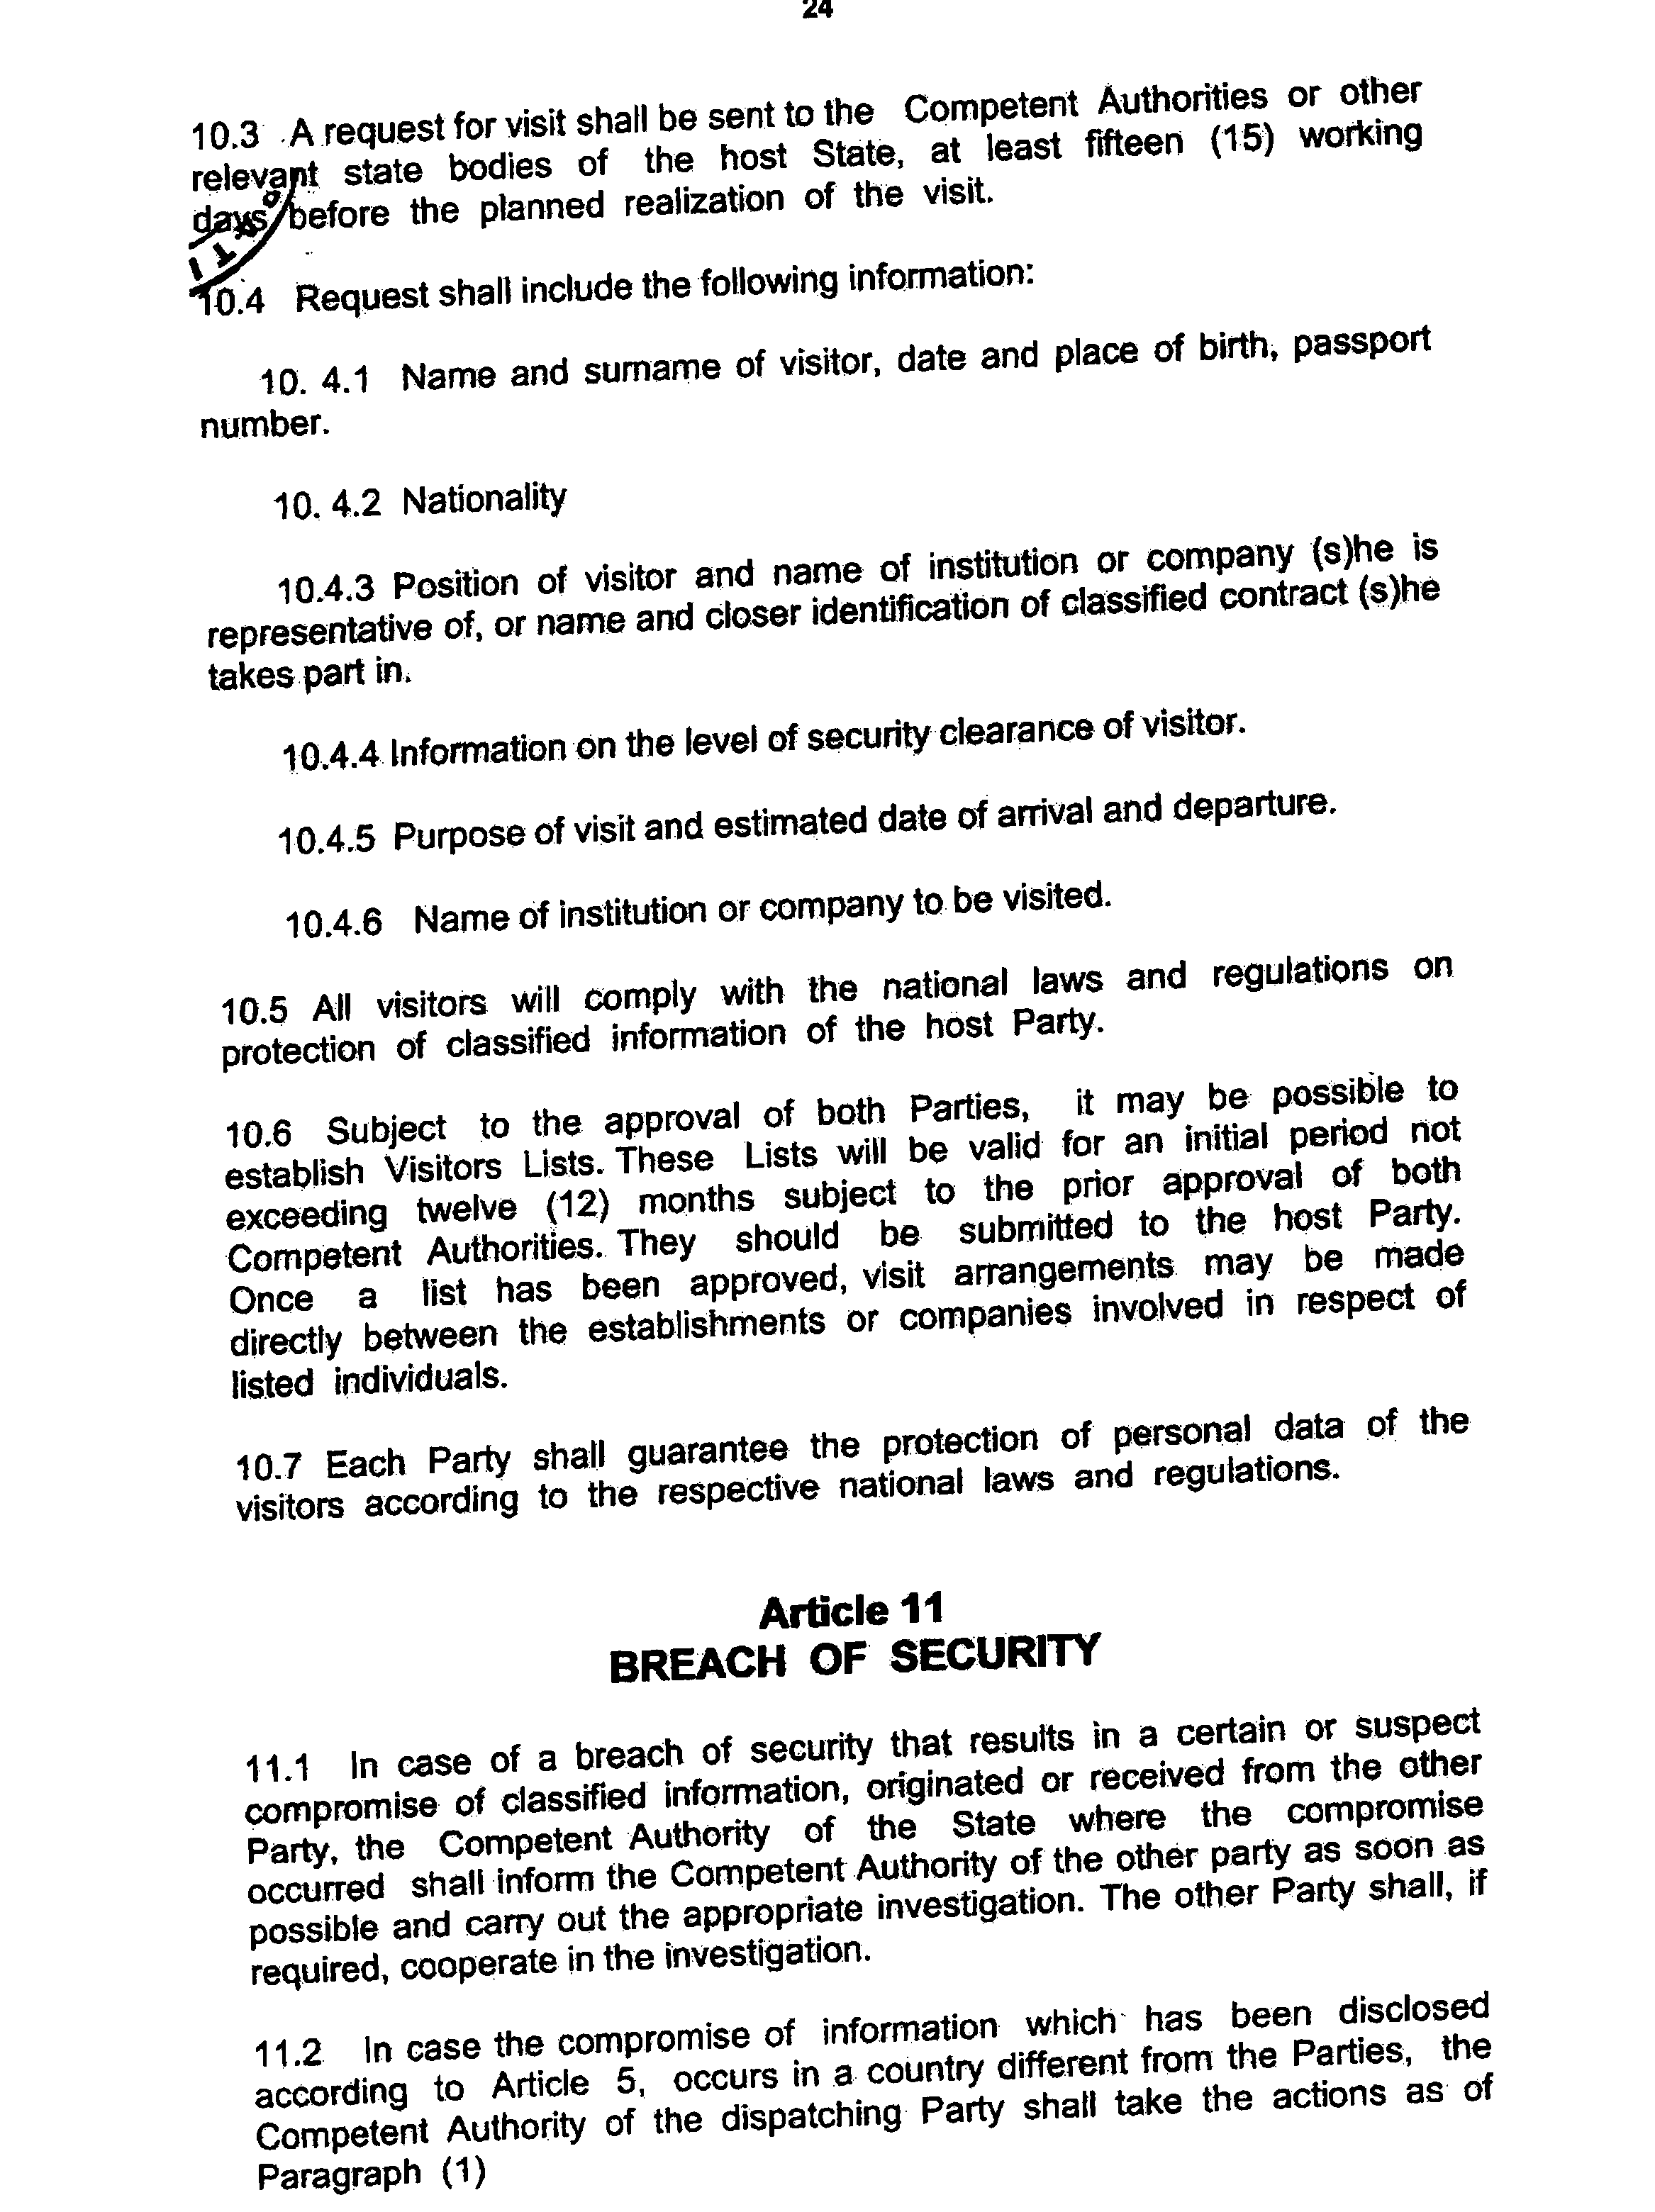 24
10.3 A request for visit shall be sent to the Competent Authorities or other
relevant state bodies of the host State, at least fifteen (15) working
days before the planned realization of the visit.
10.4 Request shall include the following information:
10. 4.1 Name and surname of visitor, date and place of birth, passport
number.
10. 4.2 Nationality
10.4.3 Position of visitor and name of institution or company (s)he is
representative of, or name and closer identification of classified contract (s)he
takes part in.
10.4.4 Information on the level of security clearance of visitor.
10.4.5 Purpose of visit and estimated date of arrival and departure.
10.4.6 Name of institution or company to be visited.
10.5 All visitors will comply with the national laws and regulations on
protection of classified information of the host Party.
10.6 Subject to the approval of both Parties, it may be possible to
establish Visitors Lists. These Lists will be valid for an initial period not
exceeding twelve (12) months subject to the prior approval of both
Competent Authorities. They should be submitted to the host Party.
Once a list has been approved, visit arrangements may be made
directly between the establishments or companies involved in respect of
listed individuals.
10.7 Each Party shall guarantee the protection of personal data of the
visitors according to the respective national laws and regulations.
Article 11
BREACH OF SECURITY
11.1 In case of a breach of security that results in a certain or suspect
compromise of classified information, originated or received from the other
Party, the Competent Authority of the State where the compromise
occurred shall inform the Competent Authority of the other party as soon as
possible and carry out the appropriate investigation. The other Party shall, if
required, cooperate in the investigation.
11.2 In case the compromise of information which has been disclosed
according to Article 5, occurs in a country different from the Parties, the
Competent Authority of the dispatching Party shall take the actions as of
Paragraph (1)